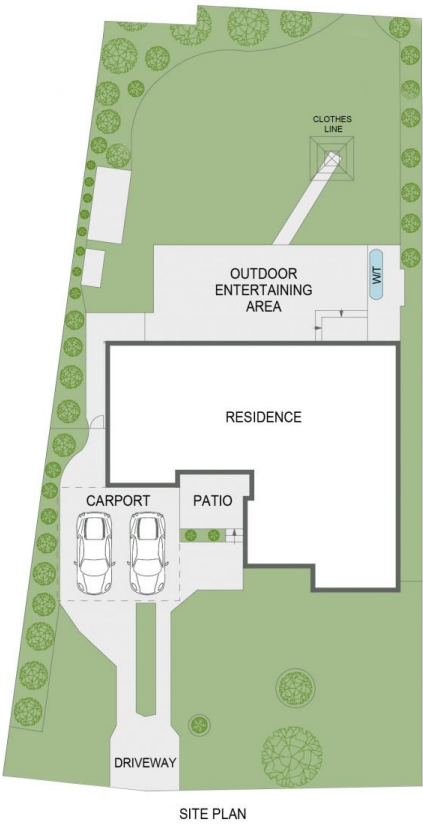 CLOTHES
LINE
OUTDOOR
ENTERTAINING
AREA
W/T
RESIDENCE
CARPORT
PATIO
DRIVEWAY
SITE PLAN